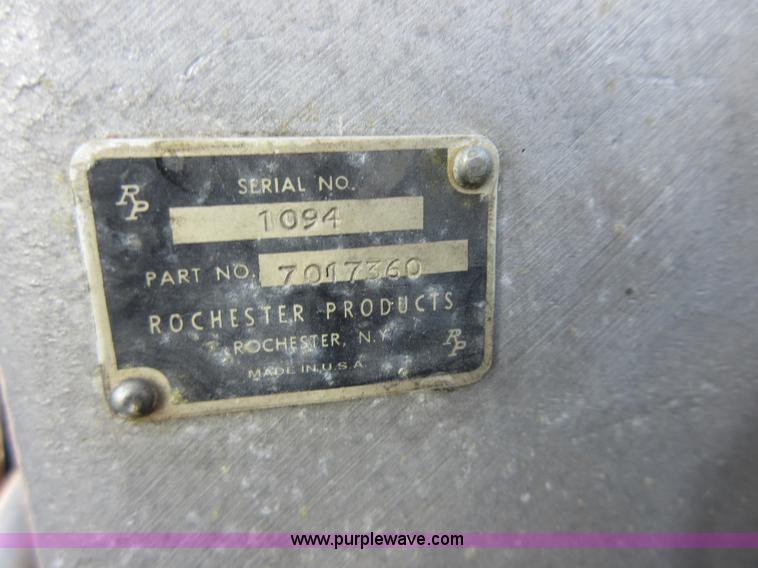 RP
SERIAL NO.
1094
PART NO. 7017360
ROCHESTER PRODUCTS
ROCHESTER, N.Y.
RP
MADE IN U.S.A.
www.purplewave.com